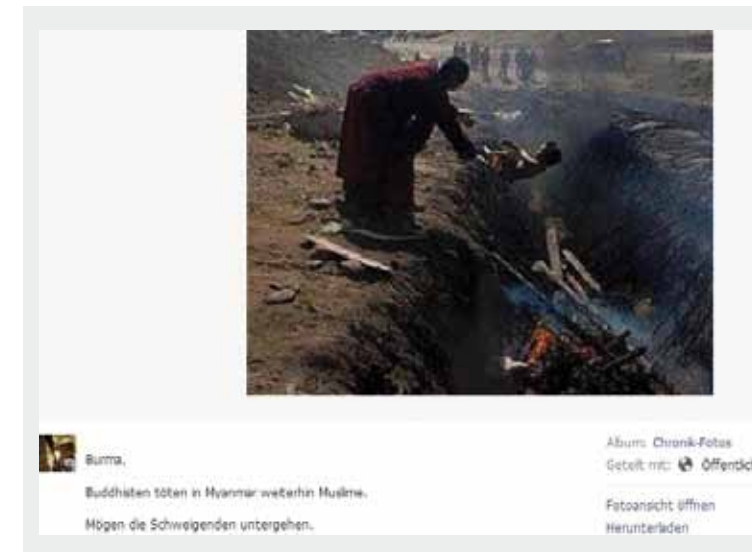 Burma.
Buddhisten töten in Myanmar weiterhin Muslime.
Mögen die Schweigenden untergehen.
Album: Chronik-Fotos
Geteilt mit: Öffentlic
Fotoansicht öffnen
Herunterladen